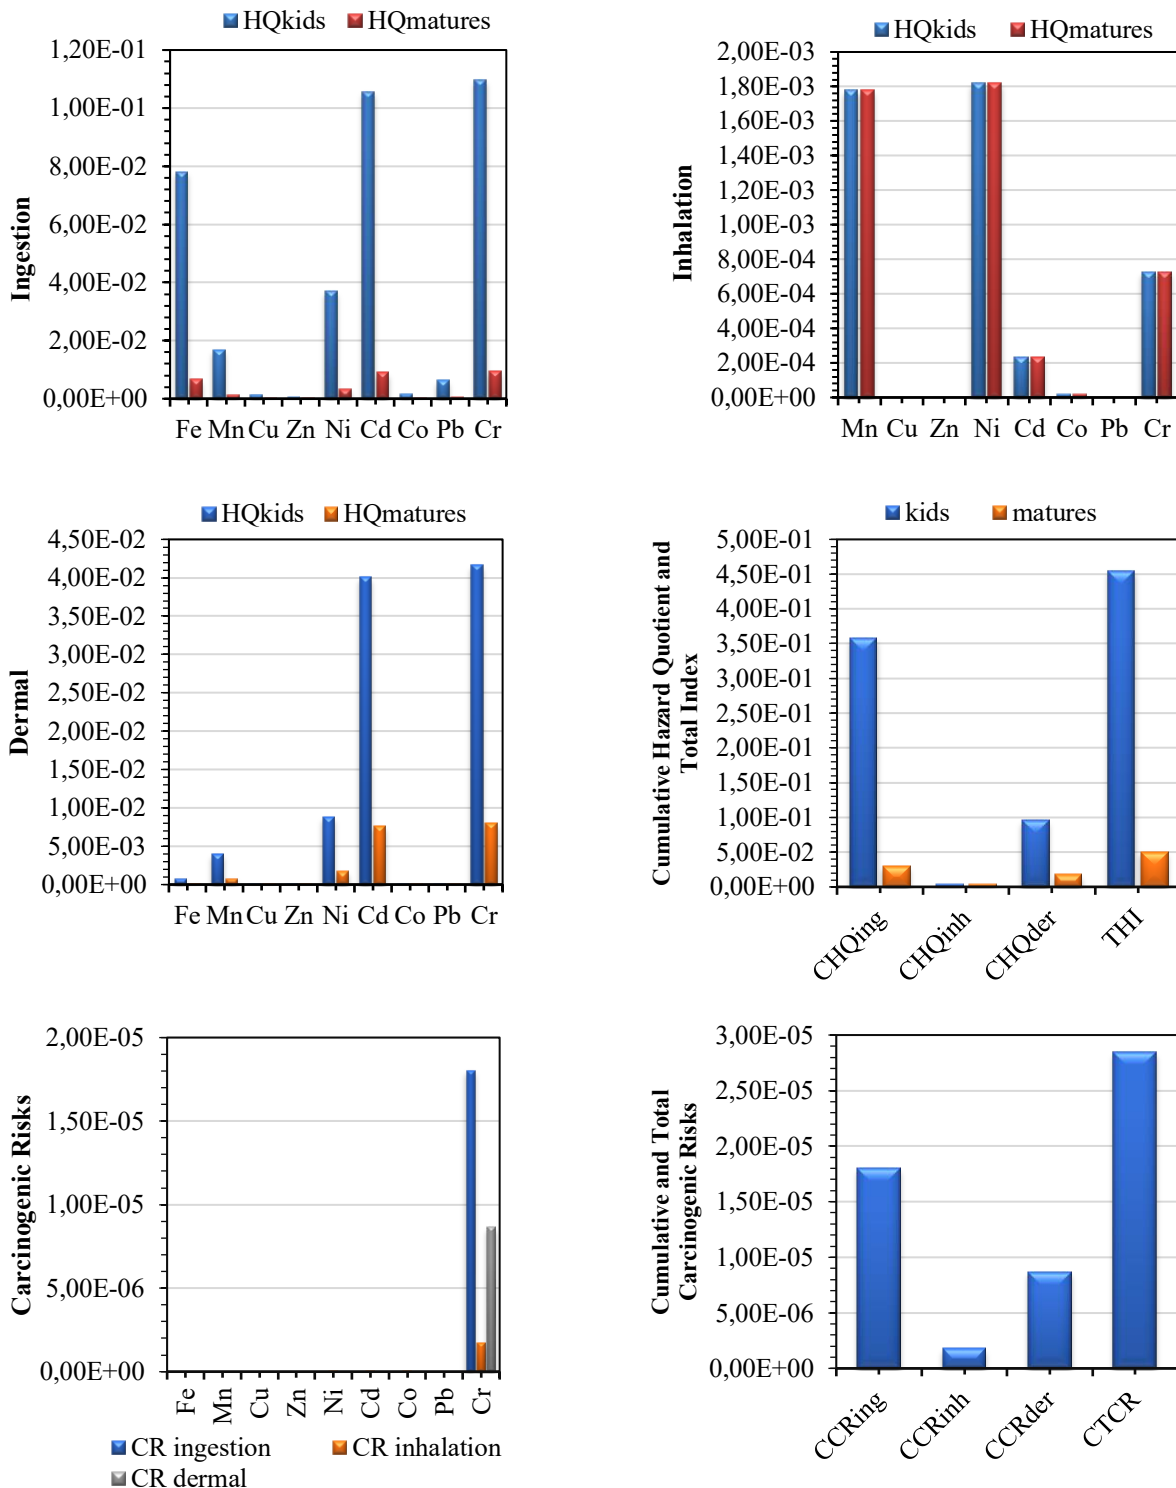 HQkids HQmatures
1,20E-01
1,00E-01
8,00E-02
6,00E-02
4,00E-02
2,00E-02
0,00E+00
Ingestion
Fe Mn Cu Zn Ni Cd Co Pb Cr
HQkids HQmatures
2,00E-03
1,80E-03
1,60E-03
1,40E-03
1,20E-03
1,00E-03
8,00E-04
6,00E-04
4,00E-04
2,00E-04
0,00E+00
Inhalation
Mn Cu Zn Ni Cd Co Pb Cr
HQkids HQmatures
4,50E-02
4,00E-02
3,50E-02
3,00E-02
2,50E-02
2,00E-02
1,50E-02
1,00E-02
5,00E-03
0,00E+00
Dermal
Fe Mn Cu Zn Ni Cd Co Pb Cr
kids matures
5,00E-01
4,50E-01
4,00E-01
3,50E-01
3,00E-01
2,50E-01
2,00E-01
1,50E-01
1,00E-01
5,00E-02
0,00E+00
Cumulative Hazard Quotient and
Total Index
CHQing CHQinh CHQder THI
2,00E-05
1,50E-05
1,00E-05
5,00E-06
0,00E+00
Carcinogenic Risks
Fe Mn Cu Zn Ni Cd Co Pb Cr
CR ingestion CR inhalation
CR dermal
3,00E-05
2,50E-05
2,00E-05
1,50E-05
1,00E-05
5,00E-06
0,00E+00
Cumulative and Total
Carcinogenic Risks
CCRing CCRinh CCRder CTCR